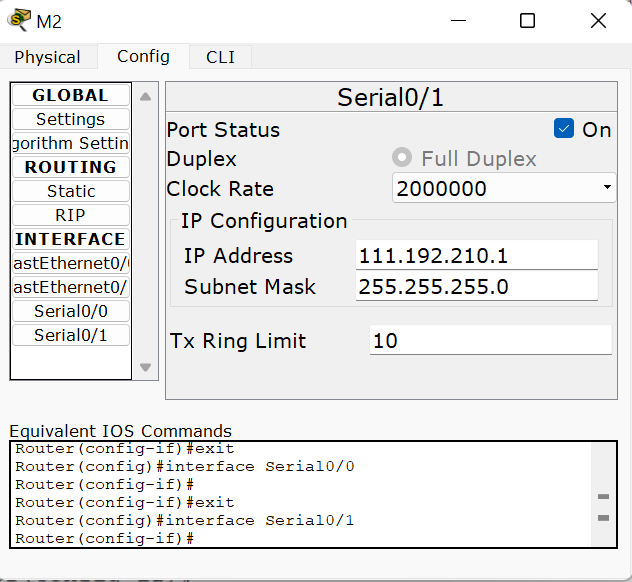 M2
Physical
Config
CLI
GLOBAL
Settings
gorithm Settin
ROUTING
Static
RIP
INTERFACE
astEthernet0/0
astEthernet0/
Serial0/0
Serial0/1
Serial0/1
Port Status
On
Duplex
Full Duplex
Clock Rate
2000000
IP Configuration
IP Address
111.192.210.1
Subnet Mask
255.255.255.0
Tx Ring Limit
10
Equivalent IOS Commands
Router(config-if)#exit
Router(config)#interface Serial0/0
Router(config-if)#
Router(config-if)#exit
Router(config)#interface Serial0/1
Router(config-if)#